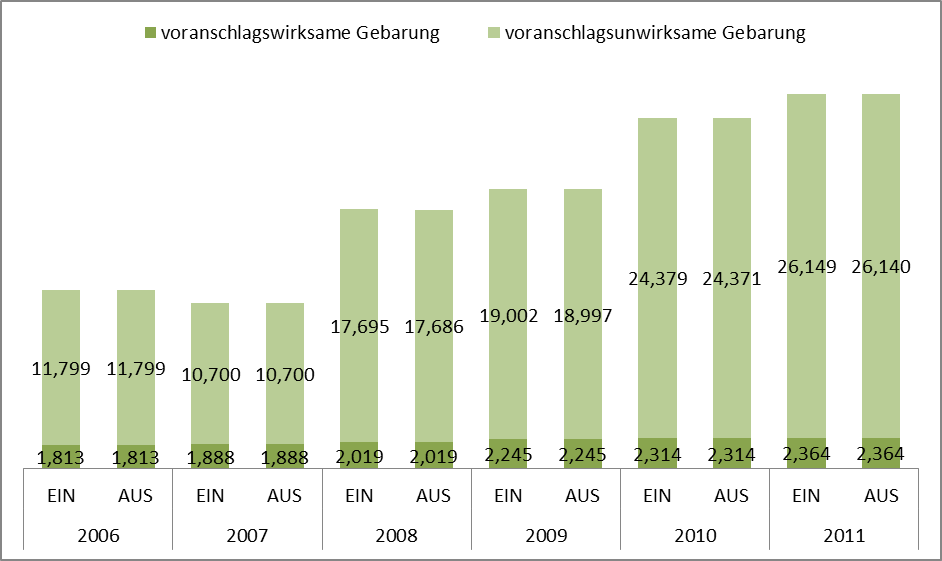 voranschlagswirksame Gebarung voranschlagsunwirksame Gebarung
26,149 26,140
24,379 24,371
19,002 18,997
17,695 17,686
11,799 11,799 10,700 10,700
1,813 1,813 1,888 1,888 2,019 2,019 2,245 2,245 2,314 2,314 2,364 2,364
EIN AUS EIN AUS EIN AUS EIN AUS EIN AUS EIN AUS
2006 2007 2008 2009 2010 2011